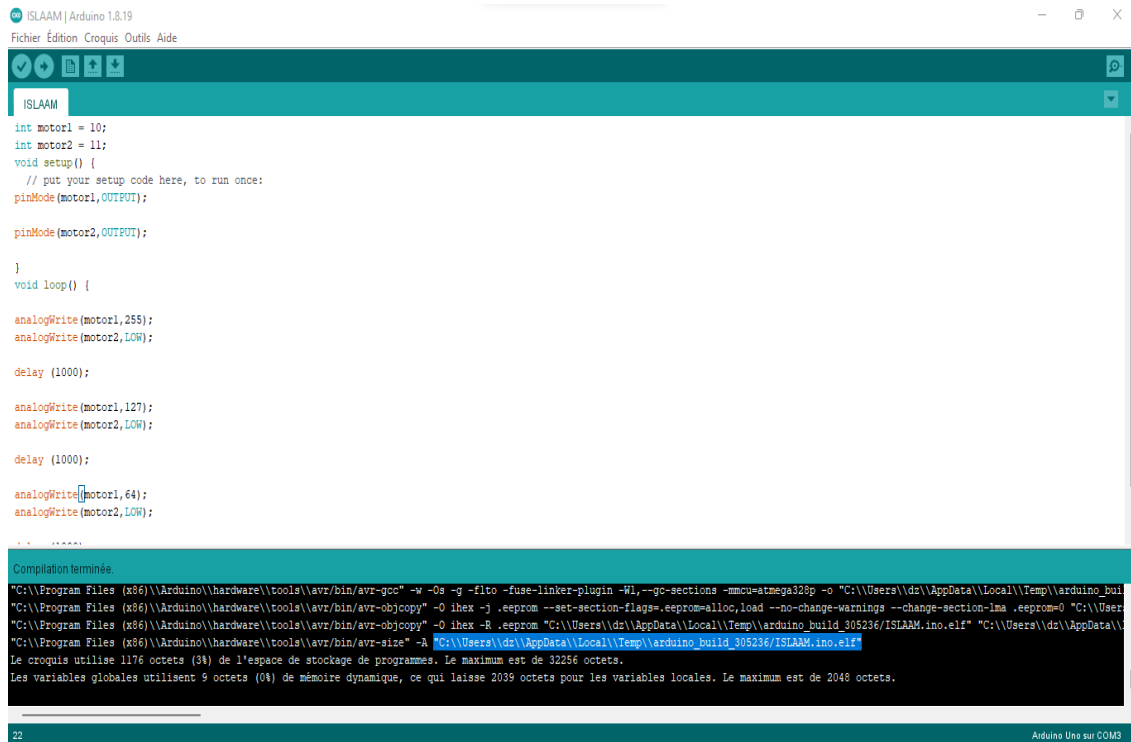 ISLAAM | Arduino 1.8.19
Fichier Édition Croquis Outils Aide
ISLAAM
int motor1 = 10;
int motor2 = 11;
void setup() {
// put your setup code here, to run once:
pinMode(motor1,OUTPUT);
pinMode(motor2,OUTPUT);
}
void loop() {
analogWrite(motor1,255);
analogWrite(motor2,LOW);
delay (1000);
analogWrite(motor1,127);
analogWrite(motor2,LOW);
delay (1000);
analogWrite(motor1,64);
analogWrite(motor2,LOW);
Compilation terminée.
"C:\\Program Files (x86)\\Arduino\\hardware\\tools\\avr/bin/avr-gcc" -w -Os -g -flto -fuse-linker-plugin -Wl,--gc-sections -mmcu=atmega328p -o "C:\\Users\\dz\\AppData\\Local\\Temp\\arduino_bui
"C:\\Program Files (x86)\\Arduino\\hardware\\tools\\avr/bin/avr-objcopy" -O ihex -j .eeprom --set-section-flags=.eeprom=alloc,load --no-change-warnings --change-section-lma .eeprom=0 "C:\\User
"C:\\Program Files (x86)\\Arduino\\hardware\\tools\\avr/bin/avr-objcopy" -O ihex -R .eeprom "C:\\Users\\dz\\AppData\\Local\\Temp\\arduino_build_305236/ISLAAM.ino.elf" "C:\\Users\\dz\\AppData\\
"C:\\Program Files (x86)\\Arduino\\hardware\\tools\\avr/bin/avr-size" -A "C:\\Users\\dz\\AppData\\Local\\Temp\\arduino_build_305236/ISLAAM.ino.elf"
Le croquis utilise 1176 octets (3%) de l'espace de stockage de programmes. Le maximum est de 32256 octets.
Les variables globales utilisent 9 octets (0%) de mémoire dynamique, ce qui laisse 2039 octets pour les variables locales. Le maximum est de 2048 octets.
22
Arduino Uno sur COM3